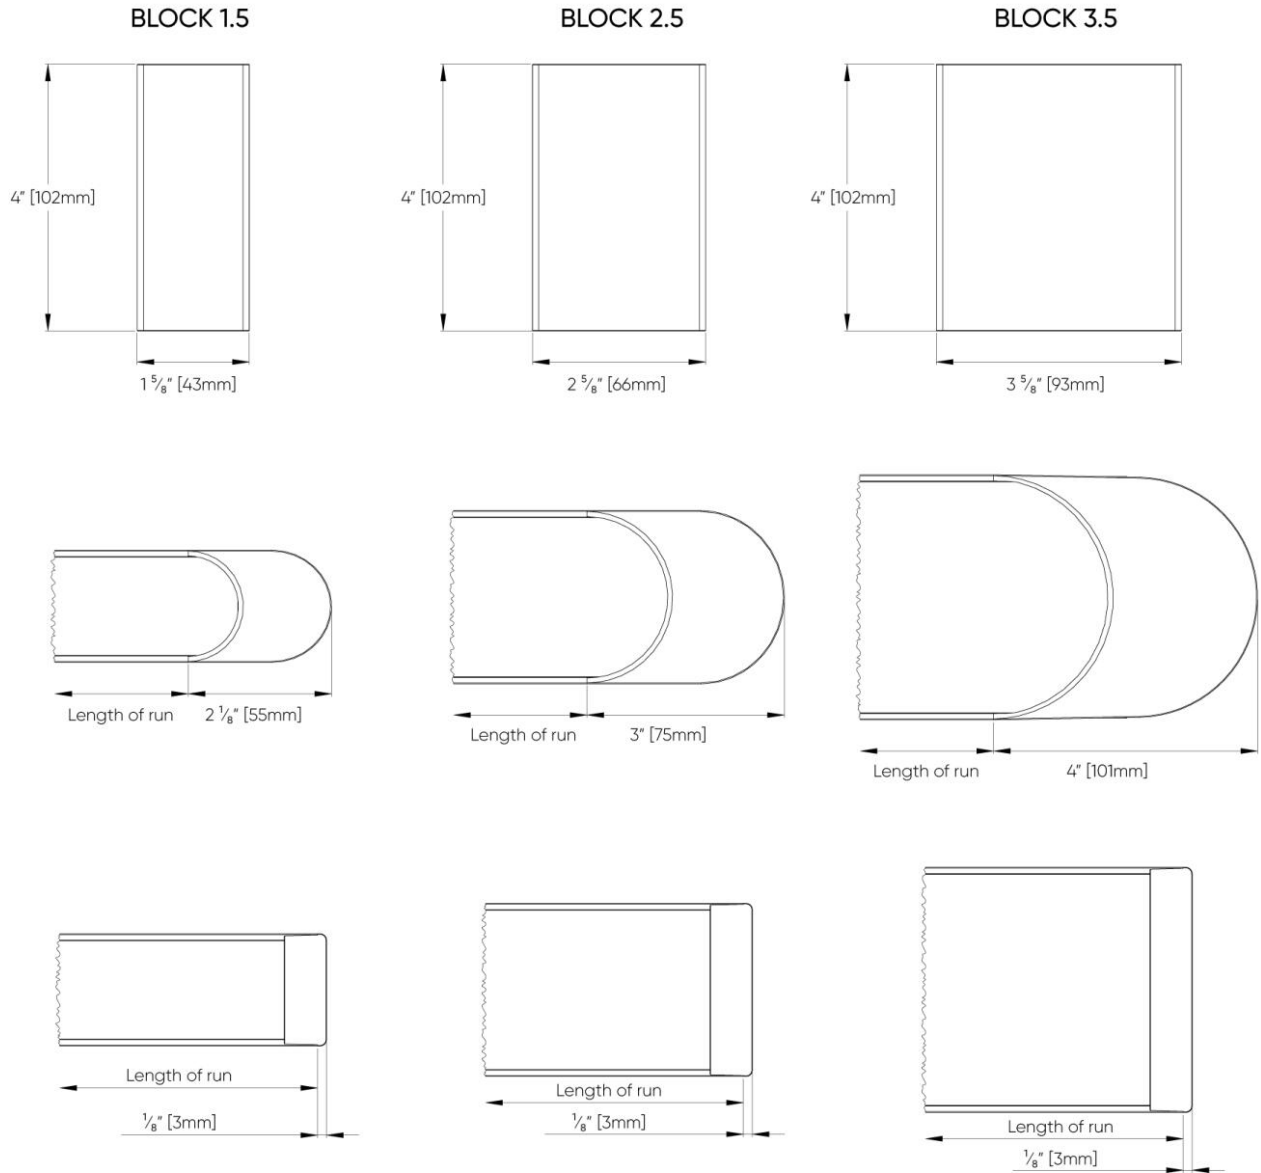 BLOCK 1.5
BLOCK 2.5
BLOCK 3.5
4" [102mm]
4" [102mm]
4" [102mm]
1 ⅝" [43mm]
2 ⅝" [66mm]
3 ⅝" [93mm]
Length of run
2 ⅛" [55mm]
Length of run
3" [75mm]
Length of run
4" [101mm]
Length of run
⅛" [3mm]
Length of run
⅛" [3mm]
Length of run
⅛" [3mm]